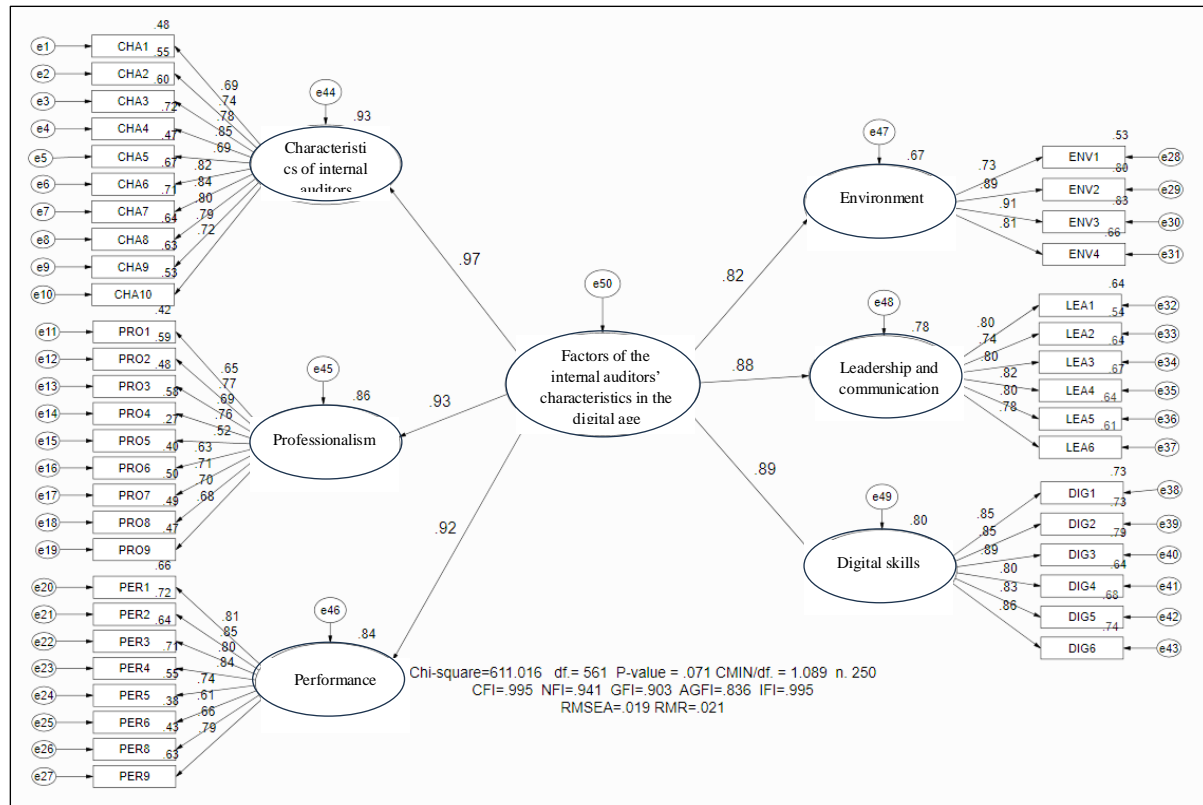 .48
e1 CHA1
.55
e2 CHA2
.60
e3 CHA3
.72
e4 CHA4
.47
e5 CHA5
.67
e6 CHA6
.71
e7 CHA7
.64
e8 CHA8
.63
e9 CHA9
.53
e10 CHA10
.69
.74
.78
.85
.69
.82
.84
.80
.79
.72
e44
.93
Characteristi
cs of internal
auditors
.97
.42
e11 PRO1
.59
e12 PRO2
.48
e13 PRO3
.58
e14 PRO4
.27
e15 PRO5
.40
e16 PRO6
.50
e17 PRO7
.49
e18 PRO8
.47
e19 PRO9
.65
.77
.69
.76
.52
.63
.71
.70
.68
e45
.86
Professionalism
.93
.66
e20 PER1
.72
e21 PER2
.64
e22 PER3
.71
e23 PER4
.55
e24 PER5
.38
e25 PER6
.43
e26 PER8
.63
e27 PER9
.81
.85
.80
.84
.74
.61
.66
.79
e46
.84
Performance
.92
e50
Factors of the
internal auditors’
characteristics in the
digital age
.82
e47
.67
Environment
.73
.89
.91
.81
.53
ENV1 e28
.80
ENV2 e29
.83
ENV3 e30
.66
ENV4 e31
.88
e48
.78
Leadership and
communication
.80
.74
.80
.82
.80
.78
.64
LEA1 e32
.54
LEA2 e33
.64
LEA3 e34
.67
LEA4 e35
.64
LEA5 e36
.61
LEA6 e37
.89
e49
.80
Digital skills
.85
.85
.89
.80
.83
.86
.73
DIG1 e38
.73
DIG2 e39
.79
DIG3 e40
.64
DIG4 e41
.68
DIG5 e42
.74
DIG6 e43
Chi-square=611.016 df.= 561 P-value = .071 CMIN/df. = 1.089 n. 250
CFI=.995 NFI=.941 GFI=.903 AGFI=.836 IFI=.995
RMSEA=.019 RMR=.021